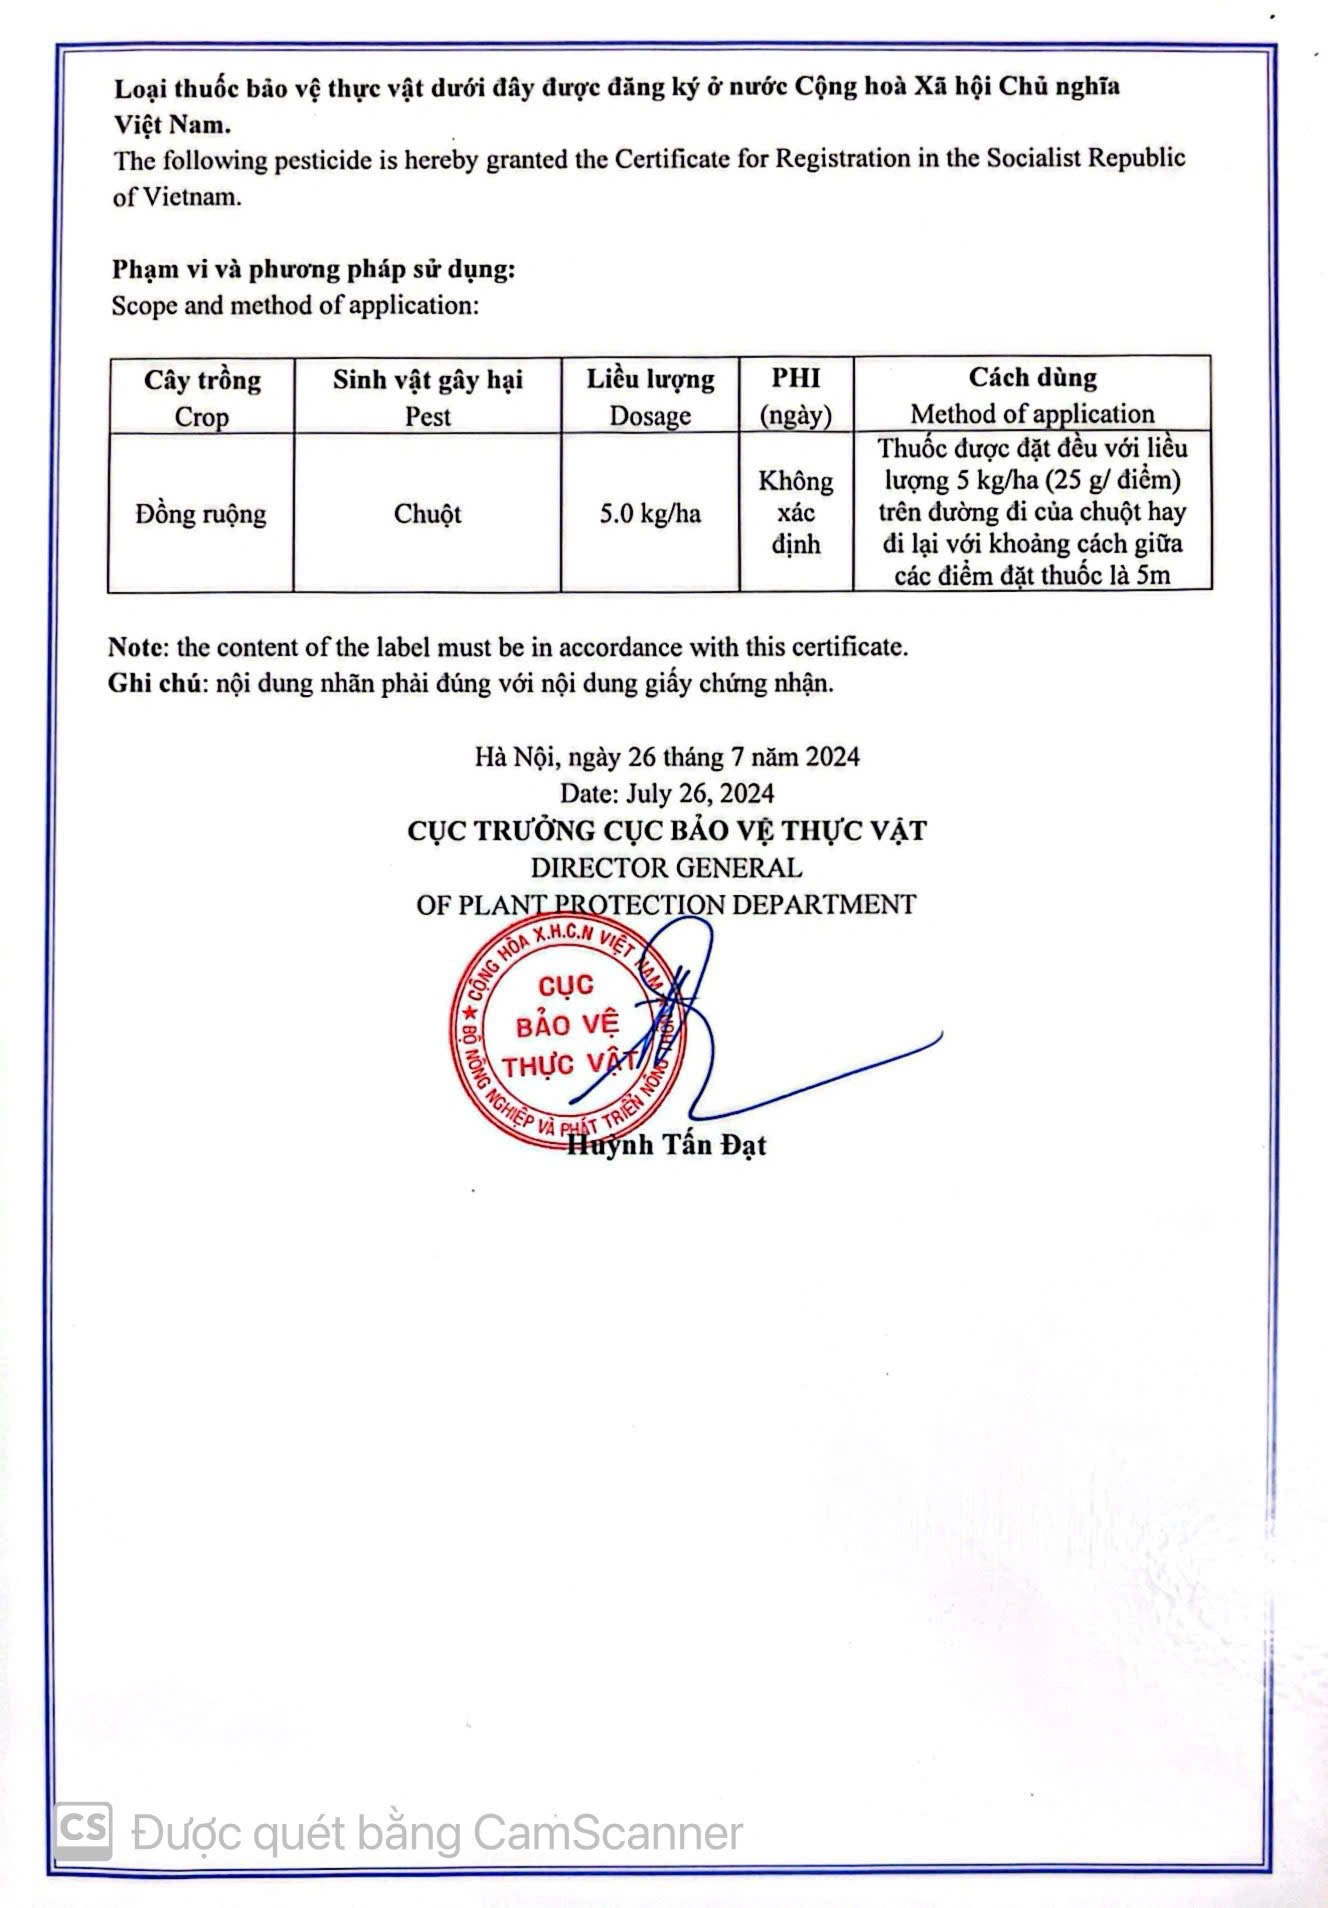 Loại thuốc bảo vệ thực vật dưới đây được đăng ký ở nước Cộng hoà Xã hội Chủ nghĩa
Việt Nam.
The following pesticide is hereby granted the Certificate for Registration in the Socialist Republic
of Vietnam.
Phạm vi và phương pháp sử dụng:
Scope and method of application:
Cây trồng
Crop
Sinh vật gây hại
Pest
Liều lượng
Dosage
PHI
(ngày)
Cách dùng
Method of application
Đồng ruộng
Chuột
5.0 kg/ha
Không
xác
định
Thuốc được đặt đều với liều
lượng 5 kg/ha (25 g/ điểm)
trên đường đi của chuột hay
đi lại với khoảng cách giữa
các điểm đặt thuốc là 5m
Note: the content of the label must be in accordance with this certificate.
Ghi chú: nội dung nhãn phải đúng với nội dung giấy chứng nhận.
Hà Nội, ngày 26 tháng 7 năm 2024
Date: July 26, 2024
CỤC TRƯỞNG CỤC BẢO VỆ THỰC VẬT
DIRECTOR GENERAL
OF PLANT PROTECTION DEPARTMENT
CỘNG HÒA X.H.C.N VIỆT NAM
CỤC
BẢO VỆ
THỰC VẬT
BỘ NÔNG NGHIỆP VÀ PHÁT TRIỂN NÔNG THÔN
Huỳnh Tấn Đạt
CS Được quét bằng CamScanner